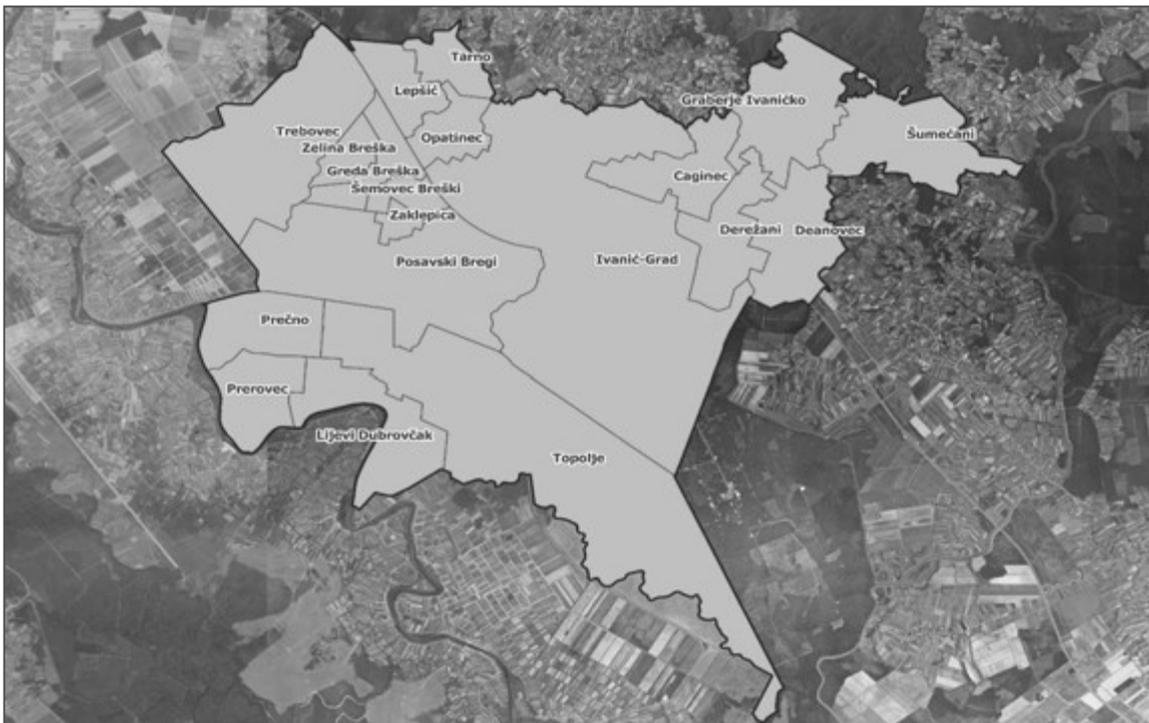 Tarno
Lepšić
Graberje Ivaničko
Trebovec
Opatinec
Šumećani
Zelina Breška
Greda Breška
Caginec
Šemovec Breški
Zaklepica
Derežani
Deanovec
Posavski Bregi
Ivanić-Grad
Prečno
Prerovec
Lijevi Dubrovčak
Topolje